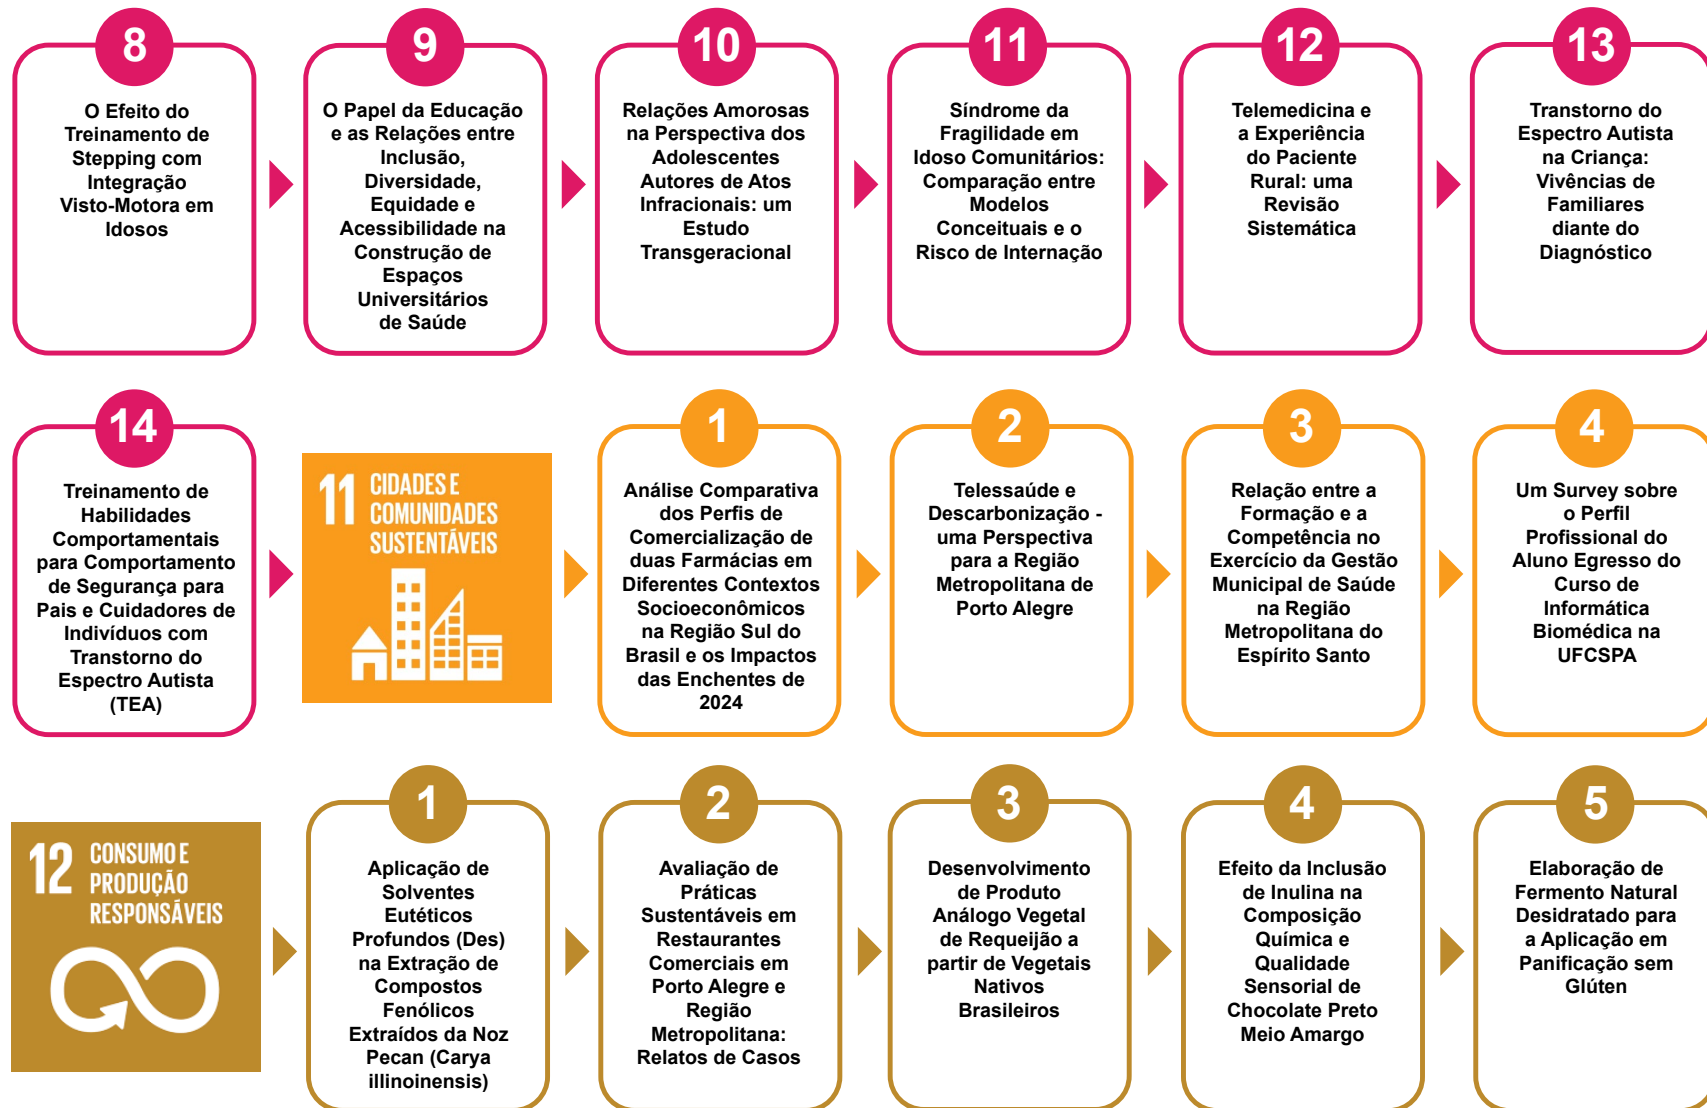 8
O Efeito do
Treinamento de
Stepping com
Integração
Visto-Motora em
Idosos
9
O Papel da Educação
e as Relações entre
Inclusão,
Diversidade,
Equidade e
Acessibilidade na
Construção de
Espaços
Universitários
de Saúde
10
Relações Amorosas
na Perspectiva dos
Adolescentes
Autores de Atos
Infracionais: um
Estudo
Transgeracional
11
Síndrome da
Fragilidade em
Idoso Comunitários:
Comparação entre
Modelos
Conceituais e o
Risco de Internação
12
Telemedicina e
a Experiência
do Paciente
Rural: uma
Revisão
Sistemática
13
Transtorno do
Espectro Autista
na Criança:
Vivências de
Familiares
diante do
Diagnóstico
14
Treinamento de
Habilidades
Comportamentais
para Comportamento
de Segurança para
Pais e Cuidadores de
Indivíduos com
Transtorno do
Espectro Autista
(TEA)
11 CIDADES E
COMUNIDADES
SUSTENTÁVEIS
1
Análise Comparativa
dos Perfis de
Comercialização de
duas Farmácias em
Diferentes Contextos
Socioeconômicos
na Região Sul do
Brasil e os Impactos
das Enchentes de
2024
2
Telessaúde e
Descarbonização -
uma Perspectiva
para a Região
Metropolitana de
Porto Alegre
3
Relação entre a
Formação e a
Competência no
Exercício da Gestão
Municipal de Saúde
na Região
Metropolitana do
Espírito Santo
4
Um Survey sobre
o Perfil
Profissional do
Aluno Egresso do
Curso de
Informática
Biomédica na
UFCSPA
12 CONSUMO E
PRODUÇÃO
RESPONSÁVEIS
1
Aplicação de
Solventes
Eutéticos
Profundos (Des)
na Extração de
Compostos
Fenólicos
Extraídos da Noz
Pecan (Carya
illinoinensis)
2
Avaliação de
Práticas
Sustentáveis em
Restaurantes
Comerciais em
Porto Alegre e
Região
Metropolitana:
Relatos de Casos
3
Desenvolvimento
de Produto
Análogo Vegetal
de Requeijão a
partir de Vegetais
Nativos
Brasileiros
4
Efeito da Inclusão
de Inulina na
Composição
Química e
Qualidade
Sensorial de
Chocolate Preto
Meio Amargo
5
Elaboração de
Fermento Natural
Desidratado para
a Aplicação em
Panificação sem
Glúten